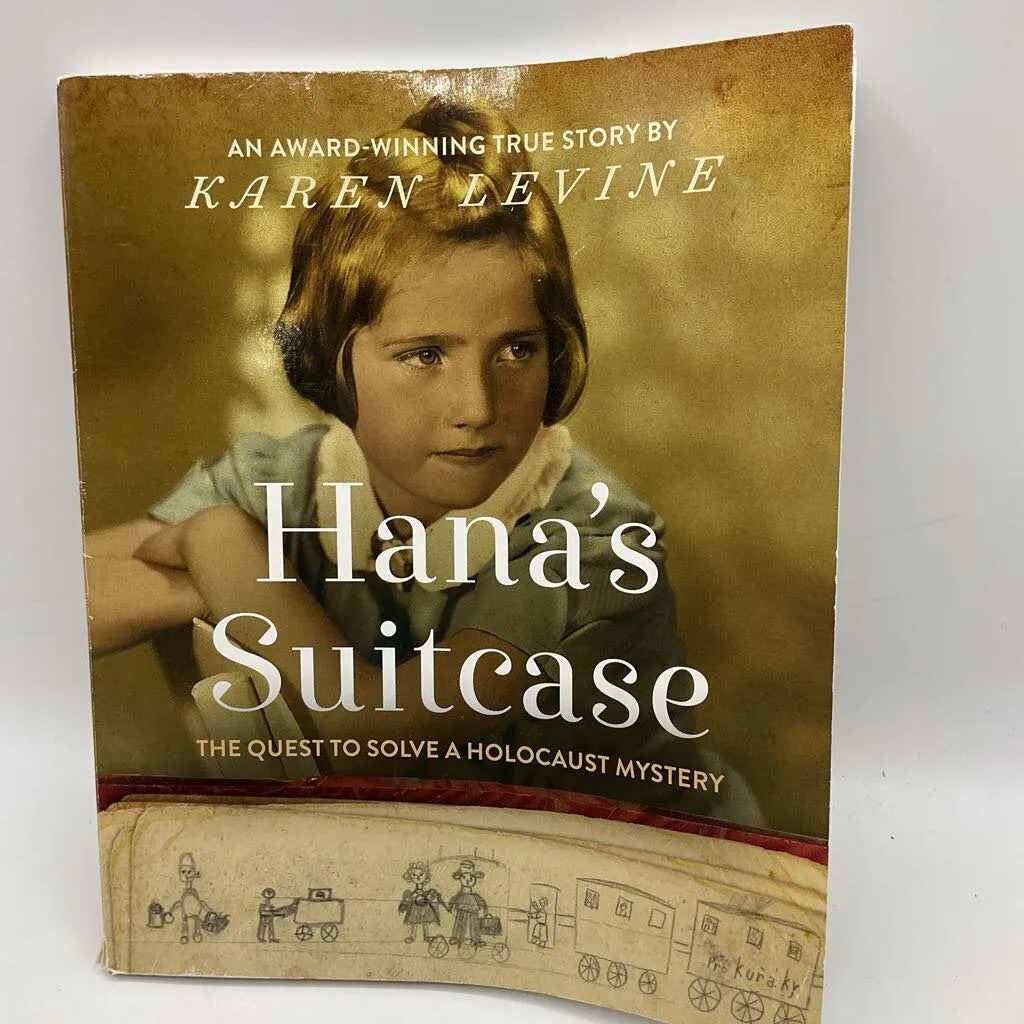 AN AWARD-WINNING TRUE STORY BY
KAREN LEVINE
Hana's
Suitcase
THE QUEST TO SOLVE A HOLOCAUST MYSTERY
Pro kuřáky